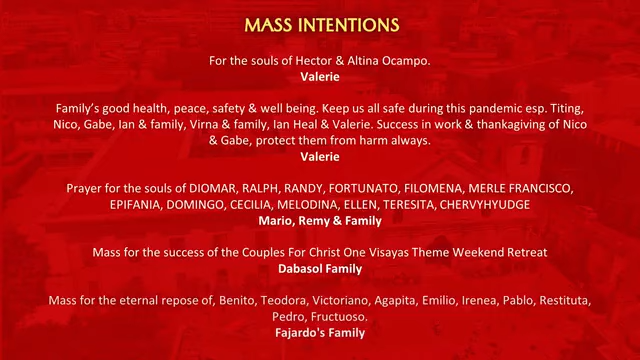 MASS INTENTIONS
For the souls of Hector & Altina Ocampo.
Valerie
Family's good health, peace, safety & well being. Keep us all safe during this pandemic esp. Titing,
Nico, Gabe, Ian & family, Virna & family, Ian Heal & Valerie. Success in work & thankagiving of Nico
& Gabe, protect them from harm always.
Valerie
Prayer for the souls of DIOMAR, RALPH, RANDY, FORTUNATO, FILOMENA, MERLE FRANCISCO,
EPIFANIA, DOMINGO, CECILIA, MELODINA, ELLEN, TERESITA, CHERVYHYUDGE
Mario, Remy & Family
Mass for the success of the Couples For Christ One Visayas Theme Weekend Retreat
Dabasol Family
Mass for the eternal repose of, Benito, Teodora, Victoriano, Agapita, Emilio, Irenea, Pablo, Restituta,
Pedro, Fructuoso.
Fajardo's Family